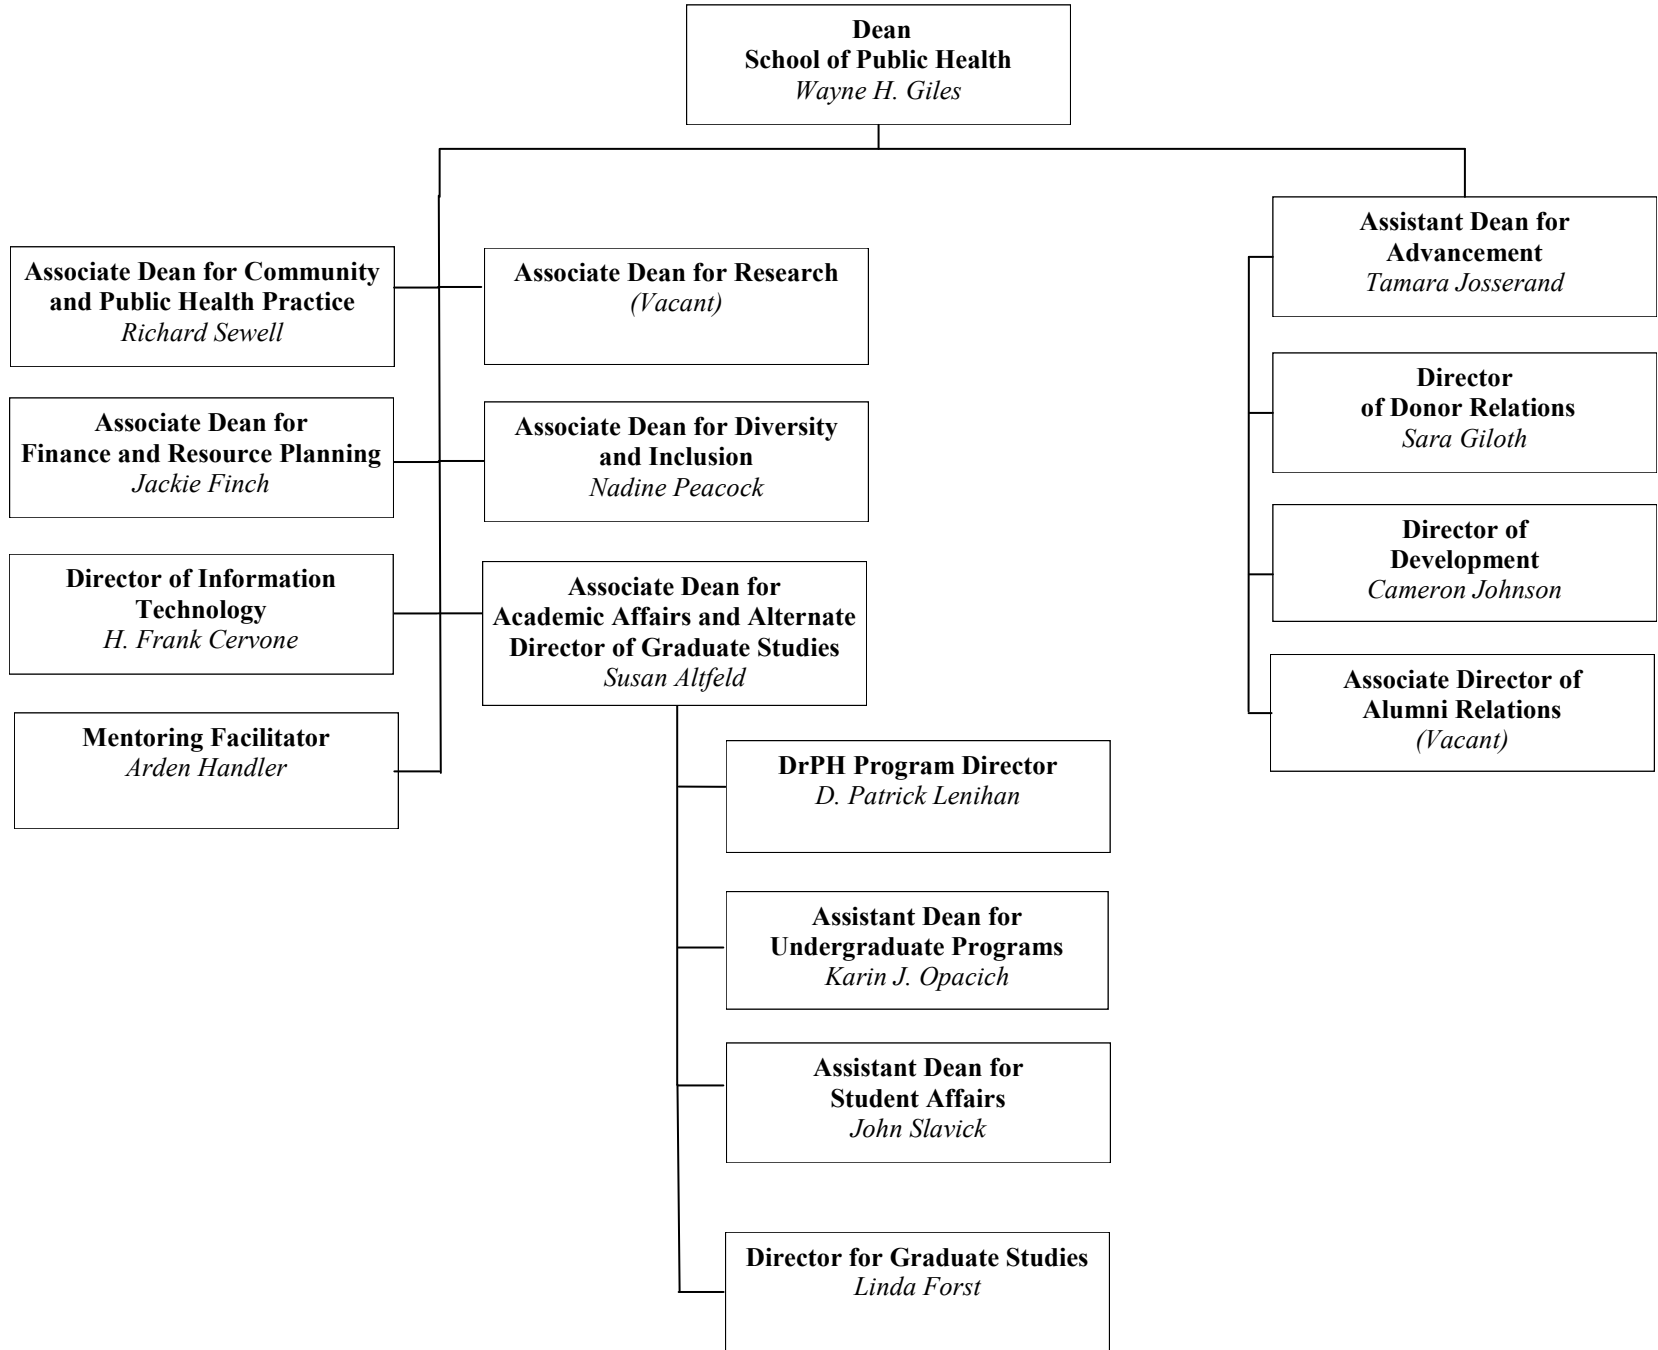 Dean
School of Public Health
Wayne H. Giles
Associate Dean for Community
and Public Health Practice
Richard Sewell
Associate Dean for Research
(Vacant)
Assistant Dean for
Advancement
Tamara Josserand
Associate Dean for
Finance and Resource Planning
Jackie Finch
Associate Dean for Diversity
and Inclusion
Nadine Peacock
Director
of Donor Relations
Sara Giloth
Director of Information
Technology
H. Frank Cervone
Associate Dean for
Academic Affairs and Alternate
Director of Graduate Studies
Susan Altfeld
Director of
Development
Cameron Johnson
Mentoring Facilitator
Arden Handler
Associate Director of
Alumni Relations
(Vacant)
DrPH Program Director
D. Patrick Lenihan
Assistant Dean for
Undergraduate Programs
Karin J. Opacich
Assistant Dean for
Student Affairs
John Slavick
Director for Graduate Studies
Linda Forst